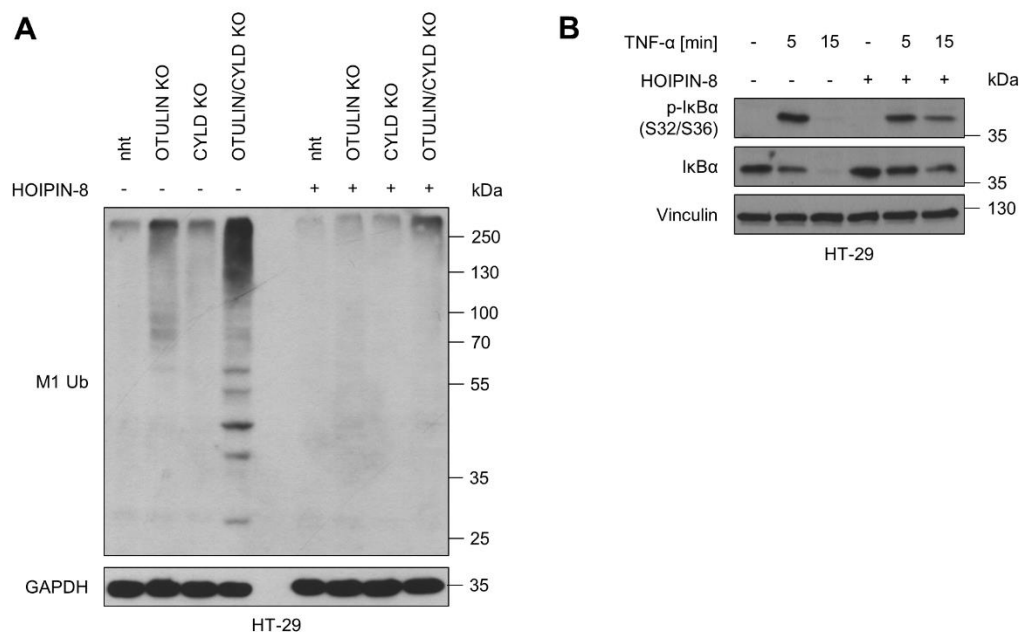 A
nht
OTULIN KO
CYLD KO
OTULIN/CYLD KO
nht
OTULIN KO
CYLD KO
OTULIN/CYLD KO
HOIPIN-8 - - - - + + + + kDa
250
130
100
70
M1 Ub
55
35
25
GAPDH
35
HT-29
B
TNF-α [min] - 5 15 - 5 15
HOIPIN-8 - - - + + + kDa
p-IκBα
(S32/S36)
35
IκBα
35
Vinculin
130
HT-29